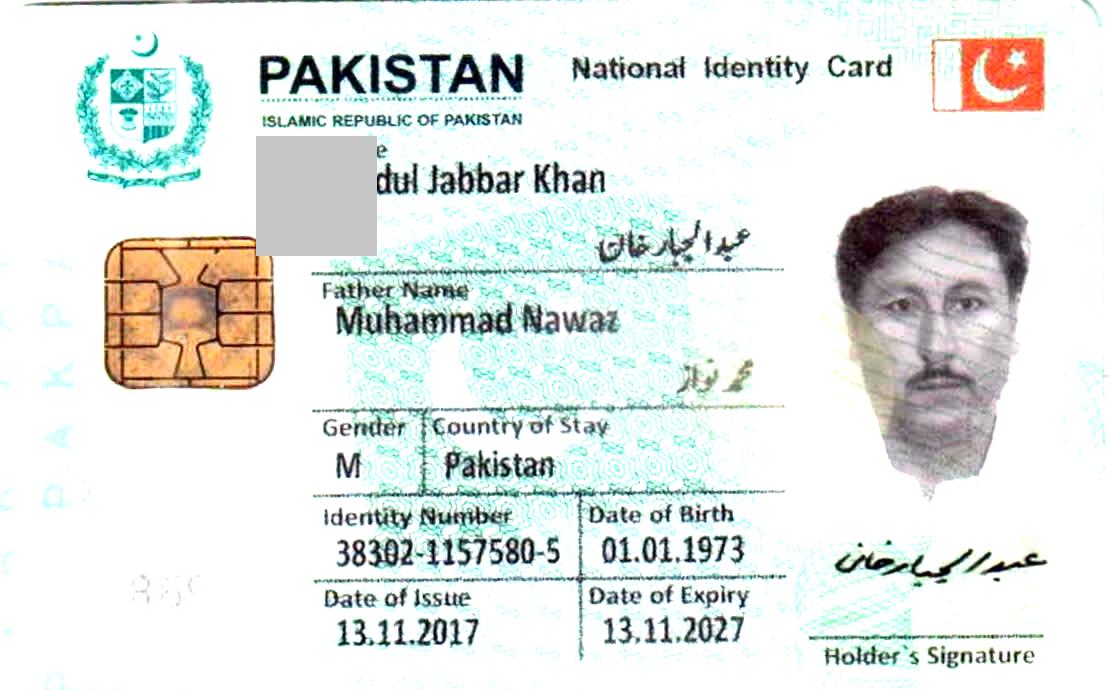 PAKISTAN National Identity Card
ISLAMIC REPUBLIC OF PAKISTAN
e
dul Jabbar Khan
عبدالجبار خان
Father Name
Muhammad Nawaz
محمد نواز
Gender Country of Stay
M Pakistan
Identity Number Date of Birth
38302-1157580-5 01.01.1973
Date of Issue Date of Expiry
13.11.2017 13.11.2027
عبدالجبار خان
Holder`s Signature